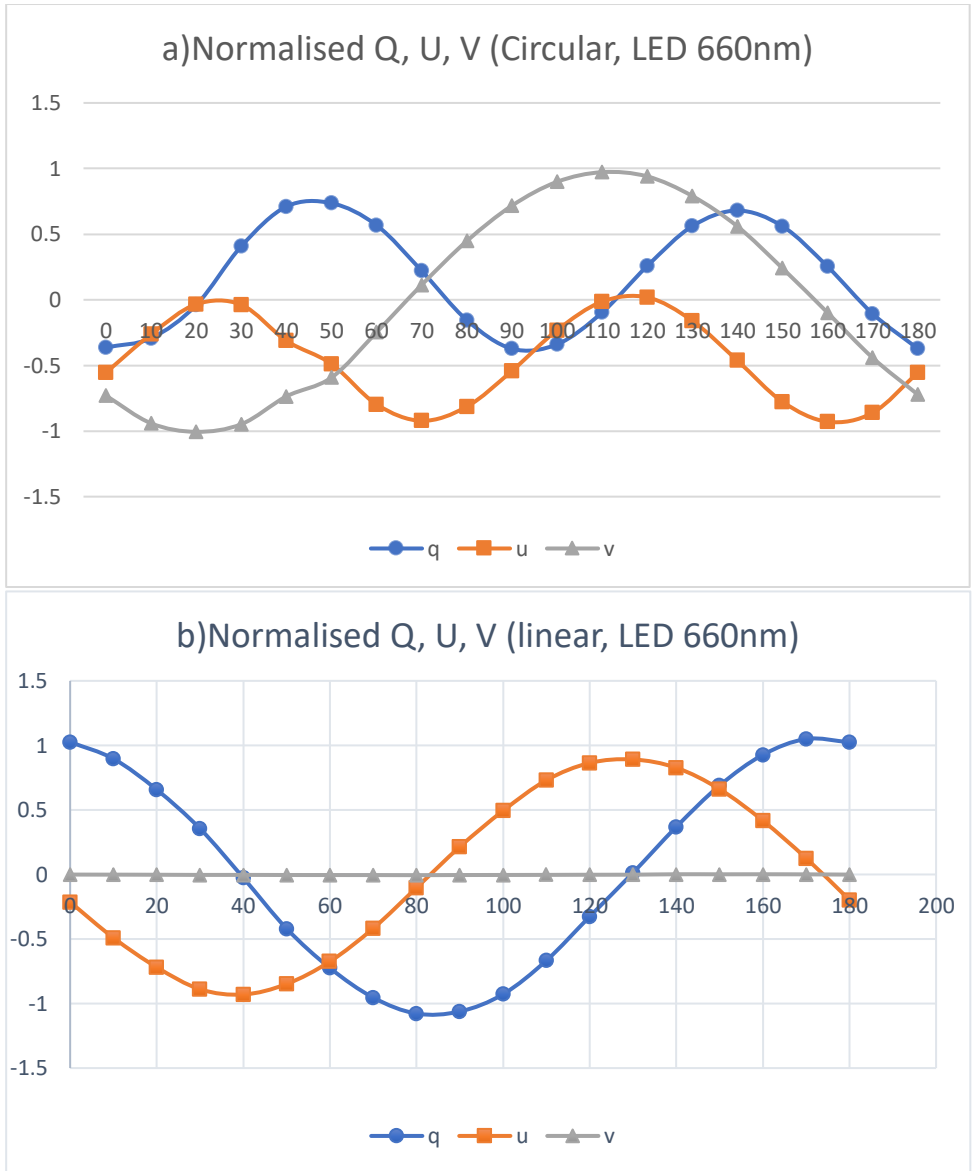 a)Normalised Q, U, V (Circular, LED 660nm)
1.5
1
0.5
0
0 10 20 30 40 50 60 70 80 90 100 110 120 130 140 150 160 170 180
-0.5
-1
-1.5
q u v
b)Normalised Q, U, V (linear, LED 660nm)
1.5
1
0.5
0
0 20 40 60 80 100 120 140 160 180 200
-0.5
-1
-1.5
q u v